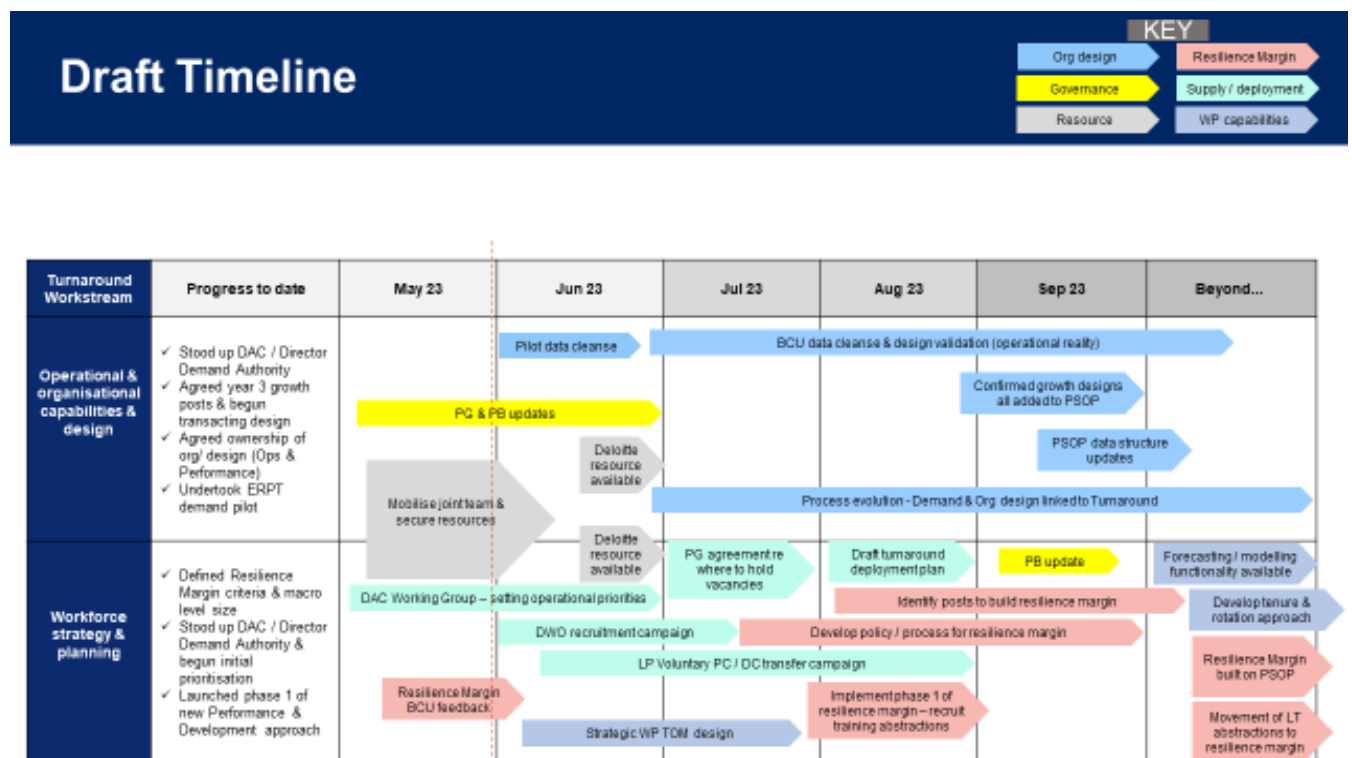 Draft Timeline
KEY
Org design
Resilience Margin
Governance
Supply / deployment
Resource
WP capabilities
Turnaround
Workstream
Progress to date
May 23
Jun 23
Jul 23
Aug 23
Sep 23
Beyond...
Operational &
organisational
capabilities &
design
✓ Stood up DAC / Director
Demand Authority
✓ Agreed year 3 growth
posts & begun
transacting design
✓ Agreed ownership of
org/ design (Ops &
Performance)
✓ Undertook ERPT
demand pilot
Pilot data cleanse
BCU data cleanse & design validation (operational reality)
Confirmed growth designs
all added to PSOP
PG & PB updates
PSOP data structure
updates
Deloitte
resource
available
Mobilise joint team &
secure resources
Process evolution - Demand & Org design linked to Turnaround
Workforce
strategy &
planning
✓ Defined Resilience
Margin criteria & macro
level size
✓ Stood up DAC / Director
Demand Authority &
begun initial
prioritisation
✓ Launched phase 1 of
new Performance &
Development approach
Deloitte
resource
available
PG agreement re
where to hold
vacancies
Draft turnaround
deployment plan
PB update
Forecasting / modelling
functionality available
DAC Working Group – setting operational priorities
Identify posts to build resilience margin
Develop tenure &
rotation approach
DWO recruitment campaign
Develop policy / process for resilience margin
LP Voluntary PC / DC transfer campaign
Resilience Margin
built on PSOP
Resilience Margin
BCU feedback
Implement phase 1 of
resilience margin – recruit
training abstractions
Strategic WP TOM design
Movement of LT
abstractions to
resilience margin